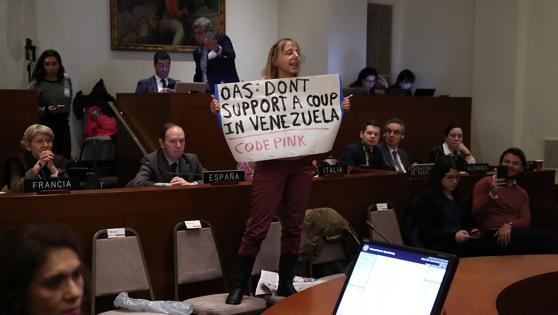 OAS: DONT
SUPPORT A COUP
IN VENEZUELA
CODE PINK
FRANCIA
ESPAÑA
ITALIA